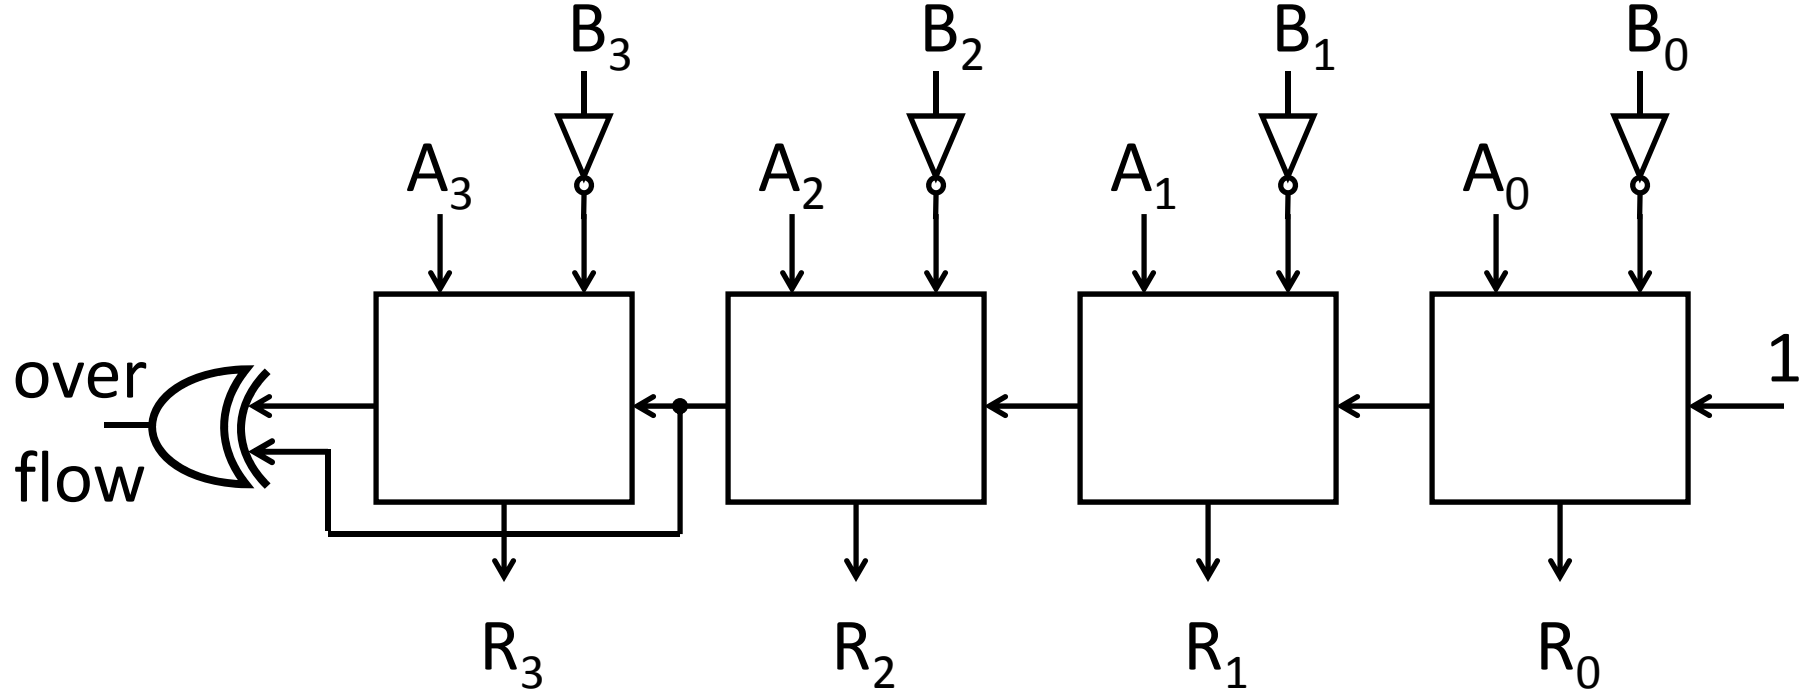 B₃ B₂ B₁ B₀
A₃ A₂ A₁ A₀
1
over
flow
R₃ R₂ R₁ R₀